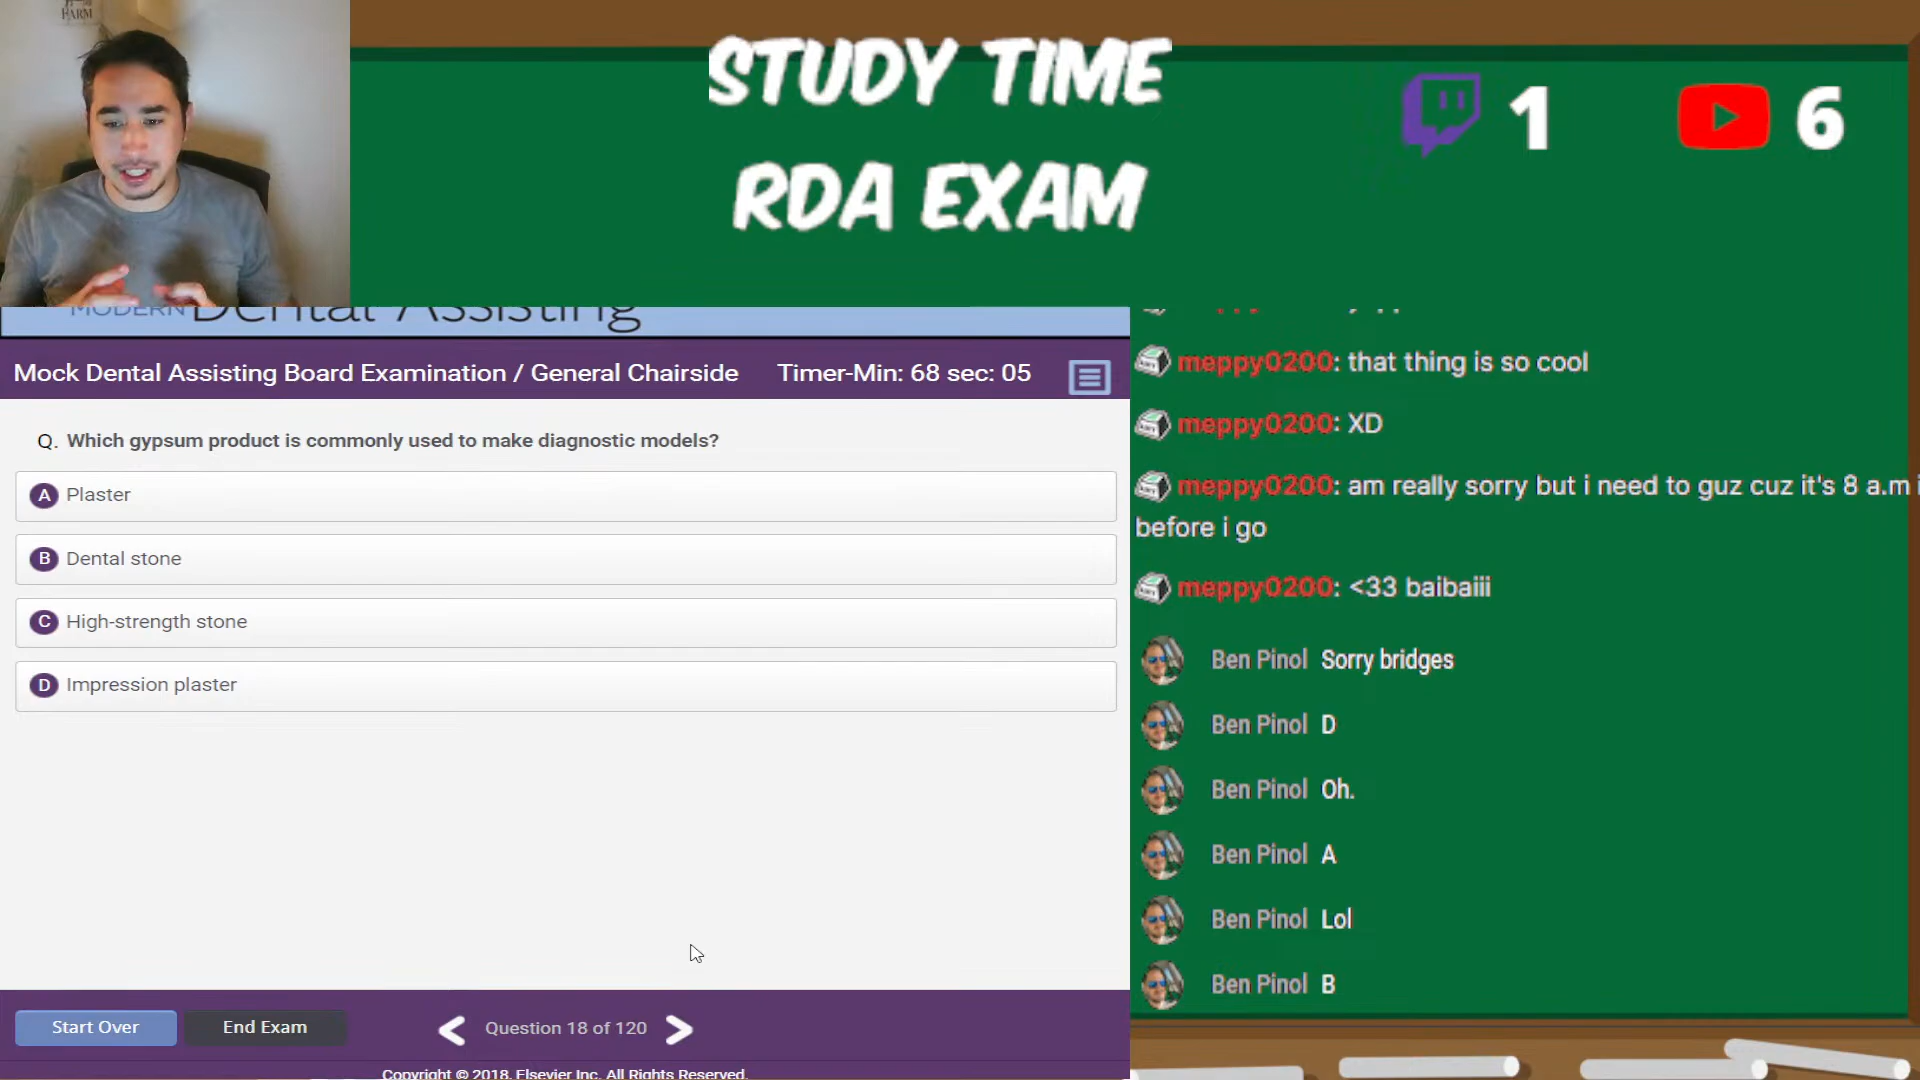 FARM
STUDY TIME
RDA EXAM
1
6
MODERN Dental Assisting
Mock Dental Assisting Board Examination / General Chairside
Timer-Min: 68 sec: 05
Q. Which gypsum product is commonly used to make diagnostic models?
A Plaster
B Dental stone
C High-strength stone
D Impression plaster
Start Over
End Exam
Question 18 of 120
Copyright © 2018, Elsevier Inc. All Rights Reserved.
meppy0200: that thing is so cool
meppy0200: XD
meppy0200: am really sorry but i need to guz cuz it's 8 a.m i
before i go
meppy0200: <33 baibaiii
Ben Pinol Sorry bridges
Ben Pinol D
Ben Pinol Oh.
Ben Pinol A
Ben Pinol Lol
Ben Pinol B